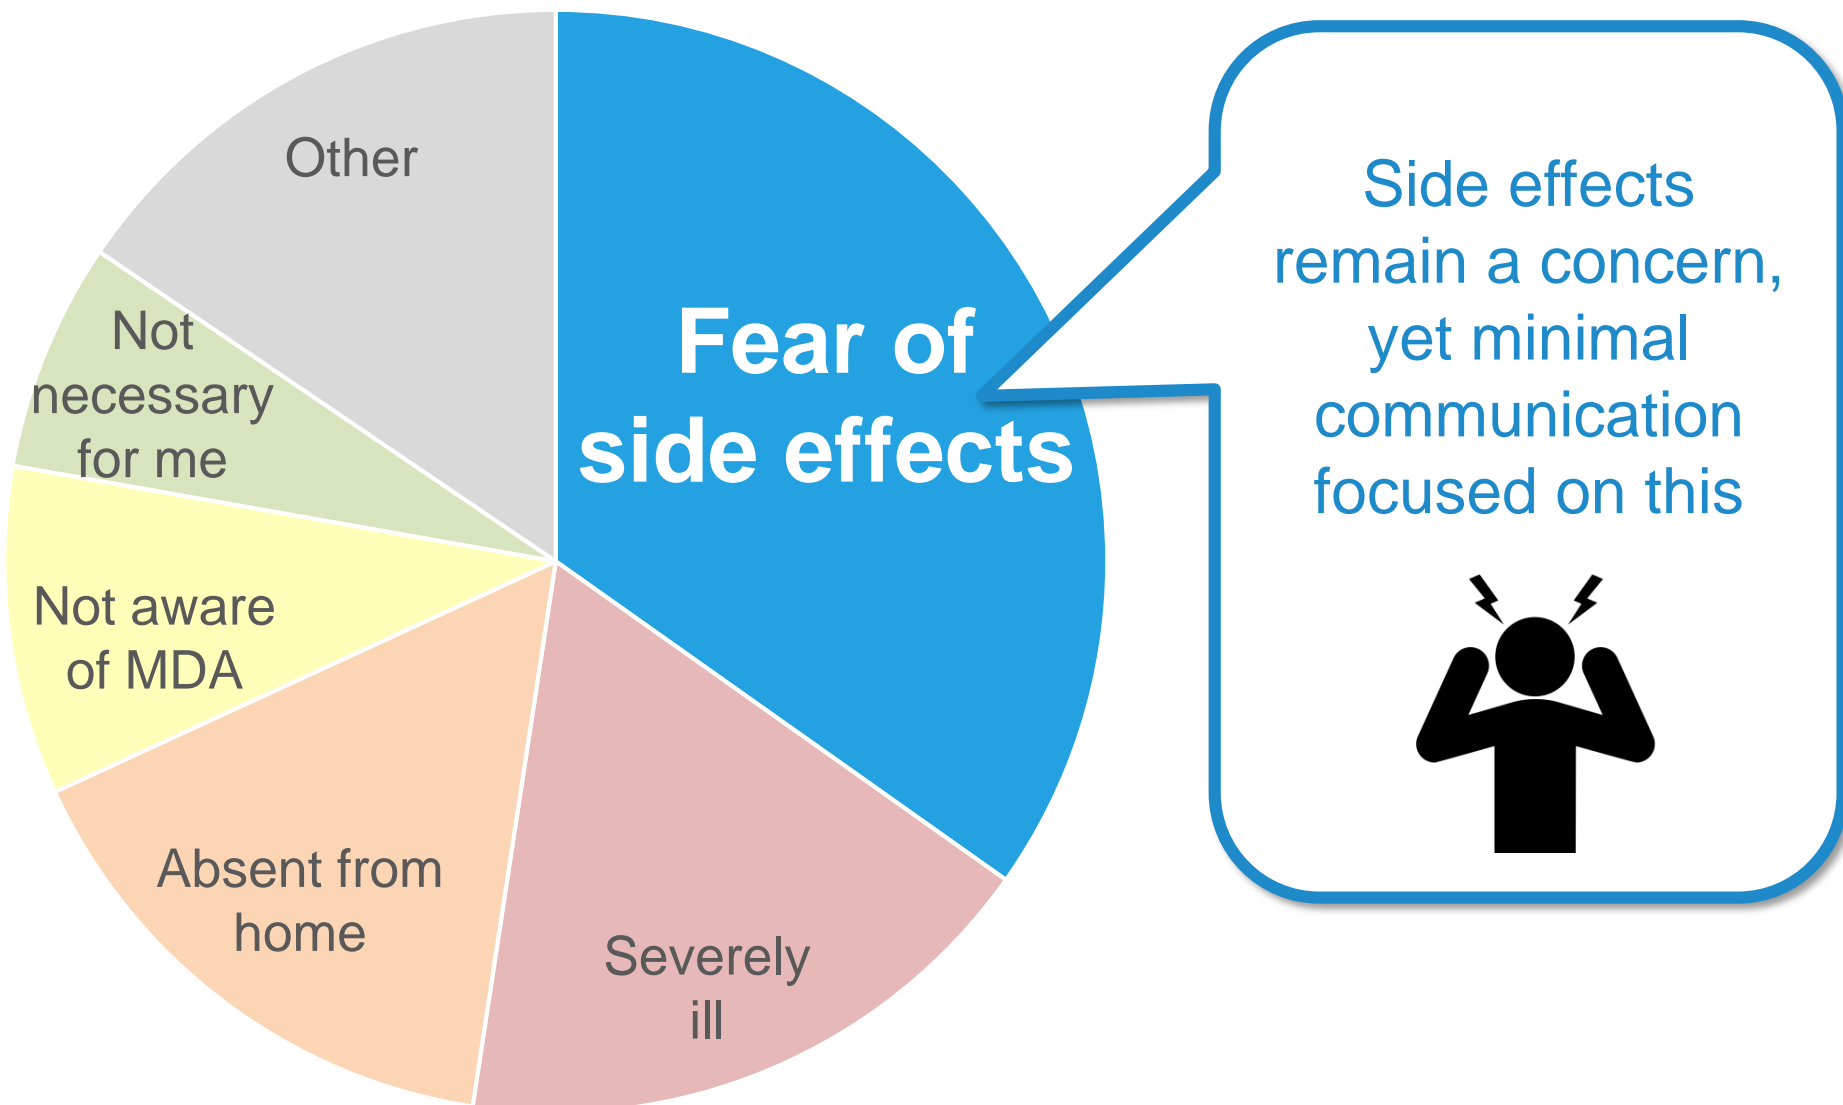 Other
Not
necessary
for me
Not aware
of MDA
Absent from
home
Severely
ill
Fear of
side effects
Side effects
remain a concern,
yet minimal
communication
focused on this